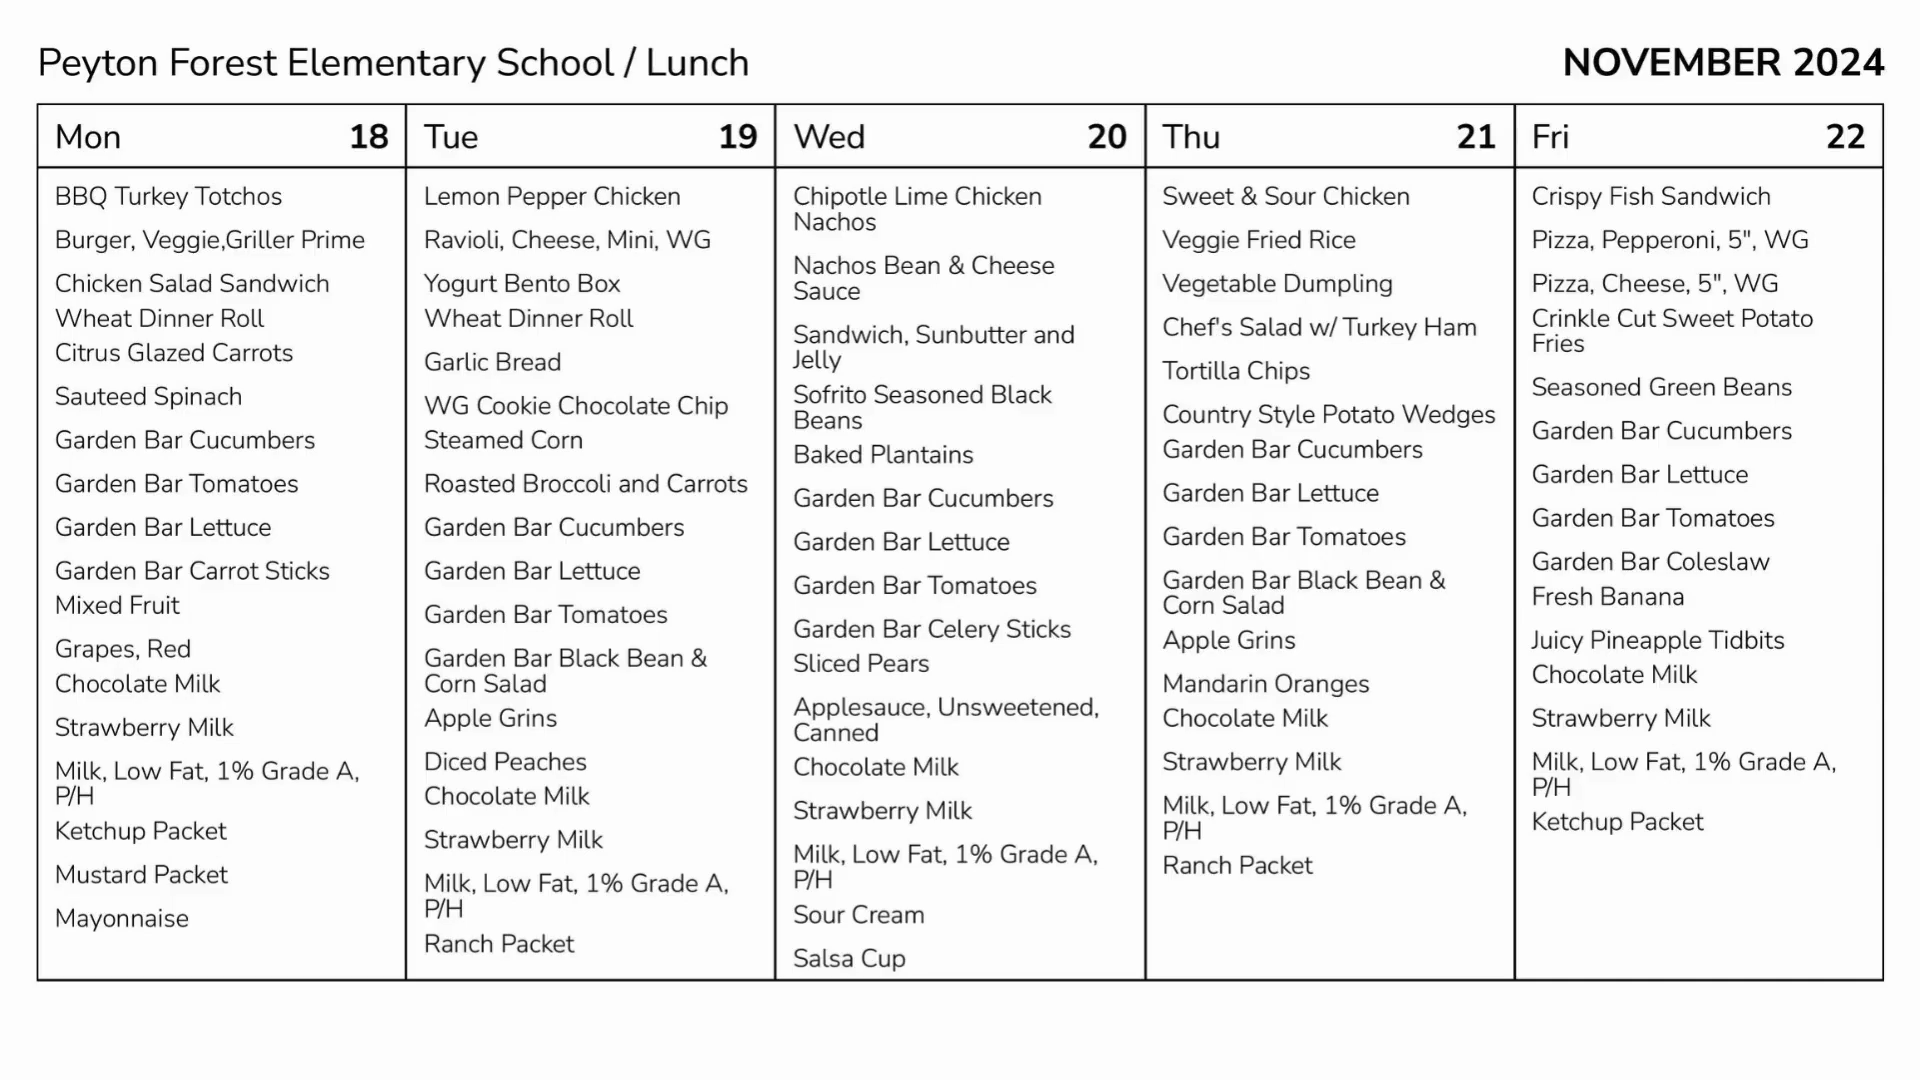 Peyton Forest Elementary School / Lunch
NOVEMBER 2024
Mon 18
BBQ Turkey Totchos
Burger, Veggie,Griller Prime
Chicken Salad Sandwich
Wheat Dinner Roll
Citrus Glazed Carrots
Sauteed Spinach
Garden Bar Cucumbers
Garden Bar Tomatoes
Garden Bar Lettuce
Garden Bar Carrot Sticks
Mixed Fruit
Grapes, Red
Chocolate Milk
Strawberry Milk
Milk, Low Fat, 1% Grade A,
P/H
Ketchup Packet
Mustard Packet
Mayonnaise
Tue 19
Lemon Pepper Chicken
Ravioli, Cheese, Mini, WG
Yogurt Bento Box
Wheat Dinner Roll
Garlic Bread
WG Cookie Chocolate Chip
Steamed Corn
Roasted Broccoli and Carrots
Garden Bar Cucumbers
Garden Bar Lettuce
Garden Bar Tomatoes
Garden Bar Black Bean &
Corn Salad
Apple Grins
Diced Peaches
Chocolate Milk
Strawberry Milk
Milk, Low Fat, 1% Grade A,
P/H
Ranch Packet
Wed 20
Chipotle Lime Chicken
Nachos
Nachos Bean & Cheese
Sauce
Sandwich, Sunbutter and
Jelly
Sofrito Seasoned Black
Beans
Baked Plantains
Garden Bar Cucumbers
Garden Bar Lettuce
Garden Bar Tomatoes
Garden Bar Celery Sticks
Sliced Pears
Applesauce, Unsweetened,
Canned
Chocolate Milk
Strawberry Milk
Milk, Low Fat, 1% Grade A,
P/H
Sour Cream
Salsa Cup
Thu 21
Sweet & Sour Chicken
Veggie Fried Rice
Vegetable Dumpling
Chef's Salad w/ Turkey Ham
Tortilla Chips
Country Style Potato Wedges
Garden Bar Cucumbers
Garden Bar Lettuce
Garden Bar Tomatoes
Garden Bar Black Bean &
Corn Salad
Apple Grins
Mandarin Oranges
Chocolate Milk
Strawberry Milk
Milk, Low Fat, 1% Grade A,
P/H
Ranch Packet
Fri 22
Crispy Fish Sandwich
Pizza, Pepperoni, 5", WG
Pizza, Cheese, 5", WG
Crinkle Cut Sweet Potato
Fries
Seasoned Green Beans
Garden Bar Cucumbers
Garden Bar Lettuce
Garden Bar Tomatoes
Garden Bar Coleslaw
Fresh Banana
Juicy Pineapple Tidbits
Chocolate Milk
Strawberry Milk
Milk, Low Fat, 1% Grade A,
P/H
Ketchup Packet